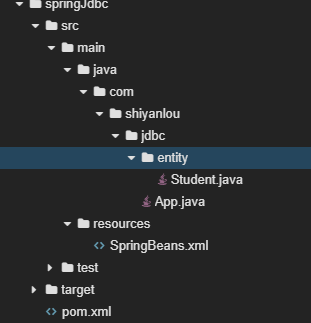 springJdbc
src
main
java
com
shiyanlou
jdbc
entity
Student.java
App.java
resources
SpringBeans.xml
test
target
pom.xml